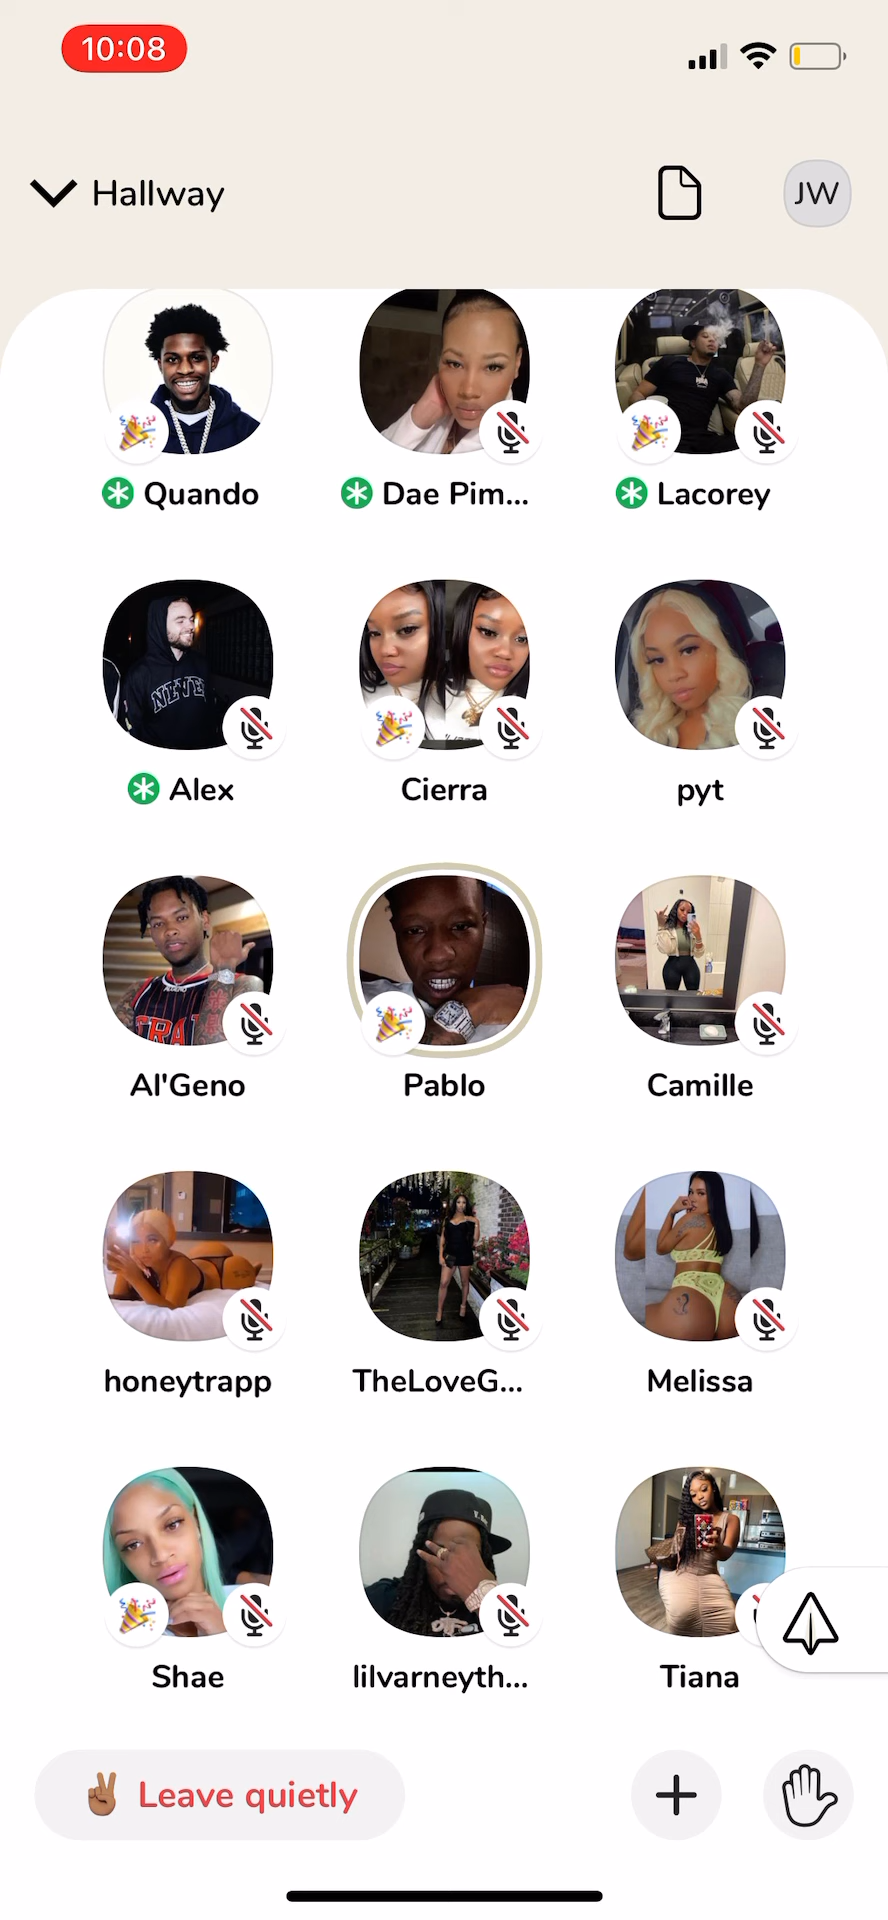 10:08
Hallway
JW
Quando
Dae Pim...
Lacorey
NEVER
Alex
Cierra
pyt
Al'Geno
Pablo
Camille
honeytrapp
TheLoveG...
Melissa
Shae
lilvarneyth...
Tiana
Leave quietly